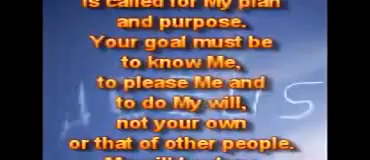 is called for My plan
and purpose.
Your goal must be
to know Me,
to please Me and
to do My will,
not your own
or that of other people.